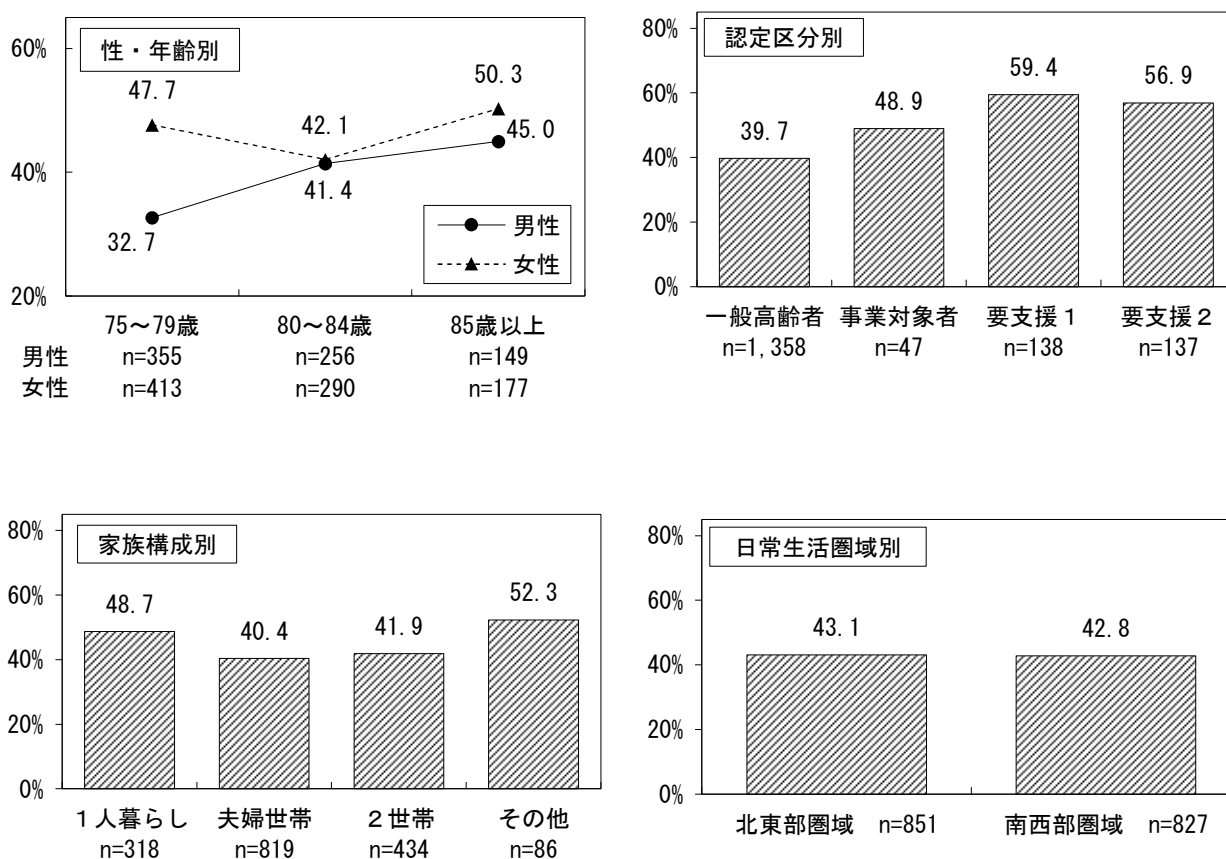 性・年齢別
60%
40%
20%
47.7
42.1
50.3
32.7
41.4
45.0
男性
女性
75～79歳 80～84歳 85歳以上
男性 n=355 n=256 n=149
女性 n=413 n=290 n=177
認定区分別
80%
60%
40%
20%
0%
39.7
48.9
59.4
56.9
一般高齢者 事業対象者 要支援１ 要支援２
n=1,358 n=47 n=138 n=137
家族構成別
80%
60%
40%
20%
0%
48.7
40.4
41.9
52.3
１人暮らし 夫婦世帯 ２世帯 その他
n=318 n=819 n=434 n=86
日常生活圏域別
80%
60%
40%
20%
0%
43.1
42.8
北東部圏域 n=851 南西部圏域 n=827